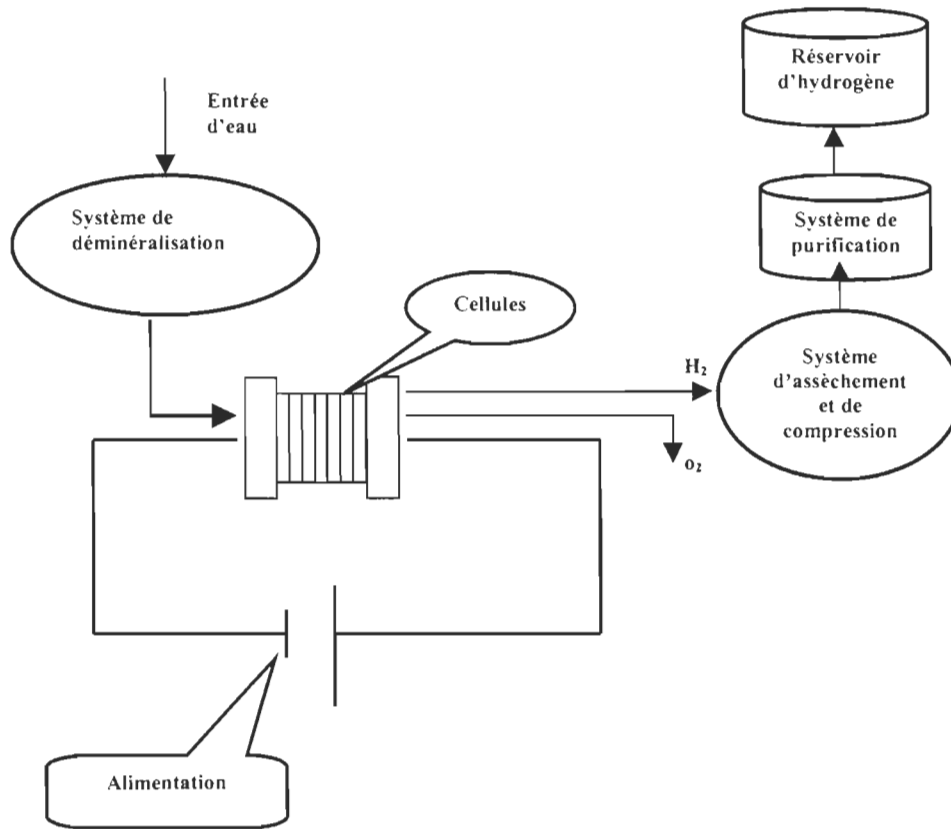 Réservoir
d'hydrogène
Entrée
d'eau
Système de
déminéralisation
Système de
purification
Cellules
H₂
Système
d'assèchement
et de
compression
o₂
Alimentation